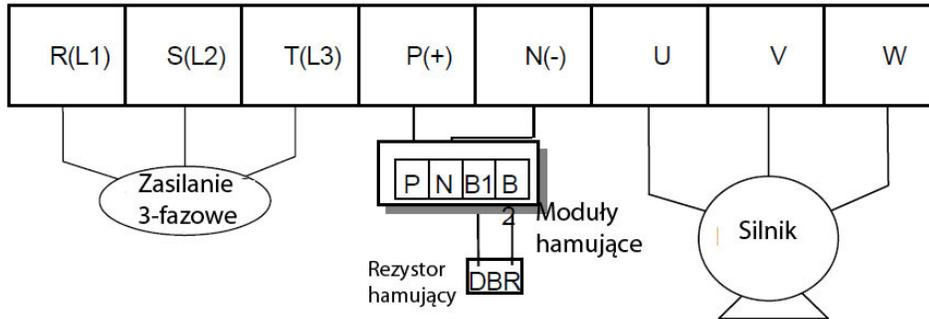 R(L1) S(L2) T(L3) P(+) N(-) U V W
Zasilanie
3-fazowe
P N B1 B
2
Moduły
hamujące
Rezystor
hamujący
DBR
Silnik